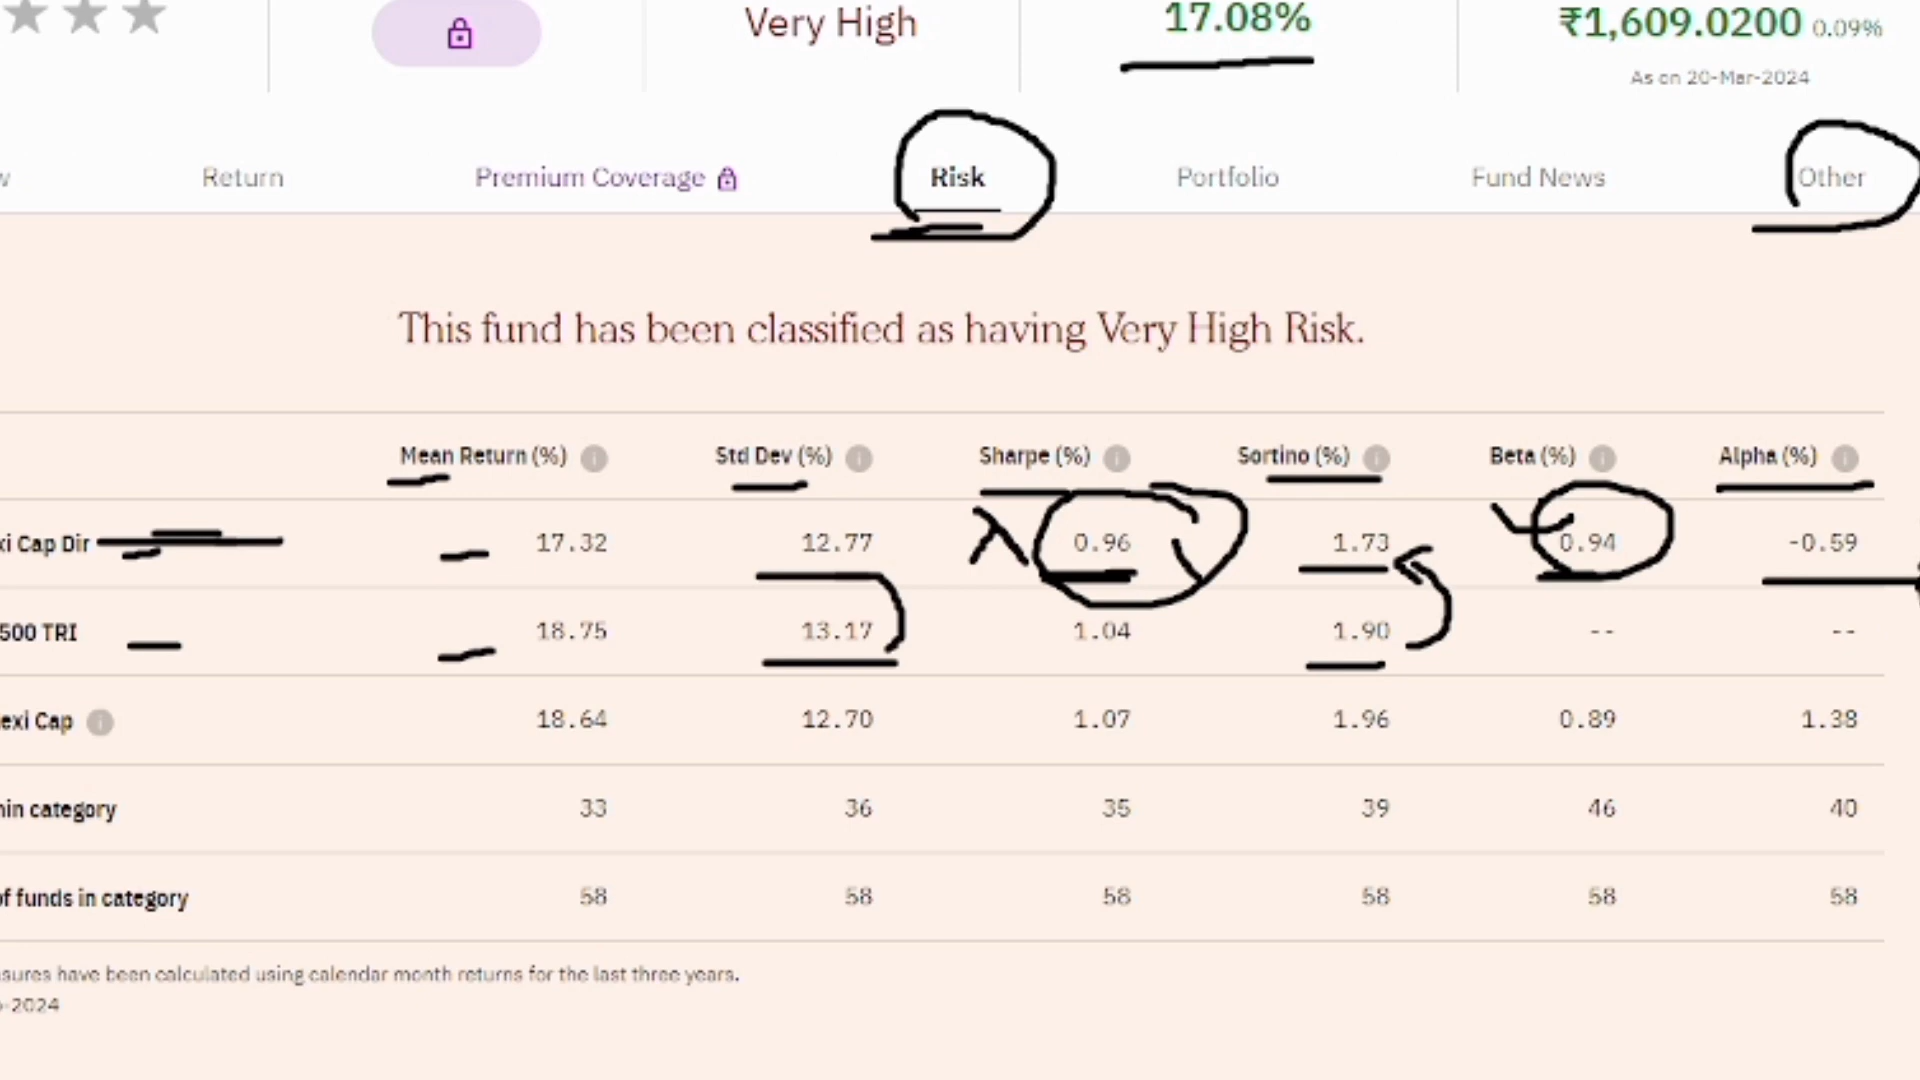 Very High
17.08%
₹1,609.0200 0.09%
As on 20-Mar-2024
Return
Premium Coverage
Risk
Portfolio
Fund News
Other
This fund has been classified as having Very High Risk.
Mean Return (%) Std Dev (%) Sharpe (%) Sortino (%) Beta (%) Alpha (%)
xi Cap Dir 17.32 12.77 0.96 1.73 0.94 -0.59
500 TRI 18.75 13.17 1.04 1.90 -- --
exi Cap 18.64 12.70 1.07 1.96 0.89 1.38
hin category 33 36 35 39 46 40
of funds in category 58 58 58 58 58 58
sures have been calculated using calendar month returns for the last three years.
-2024